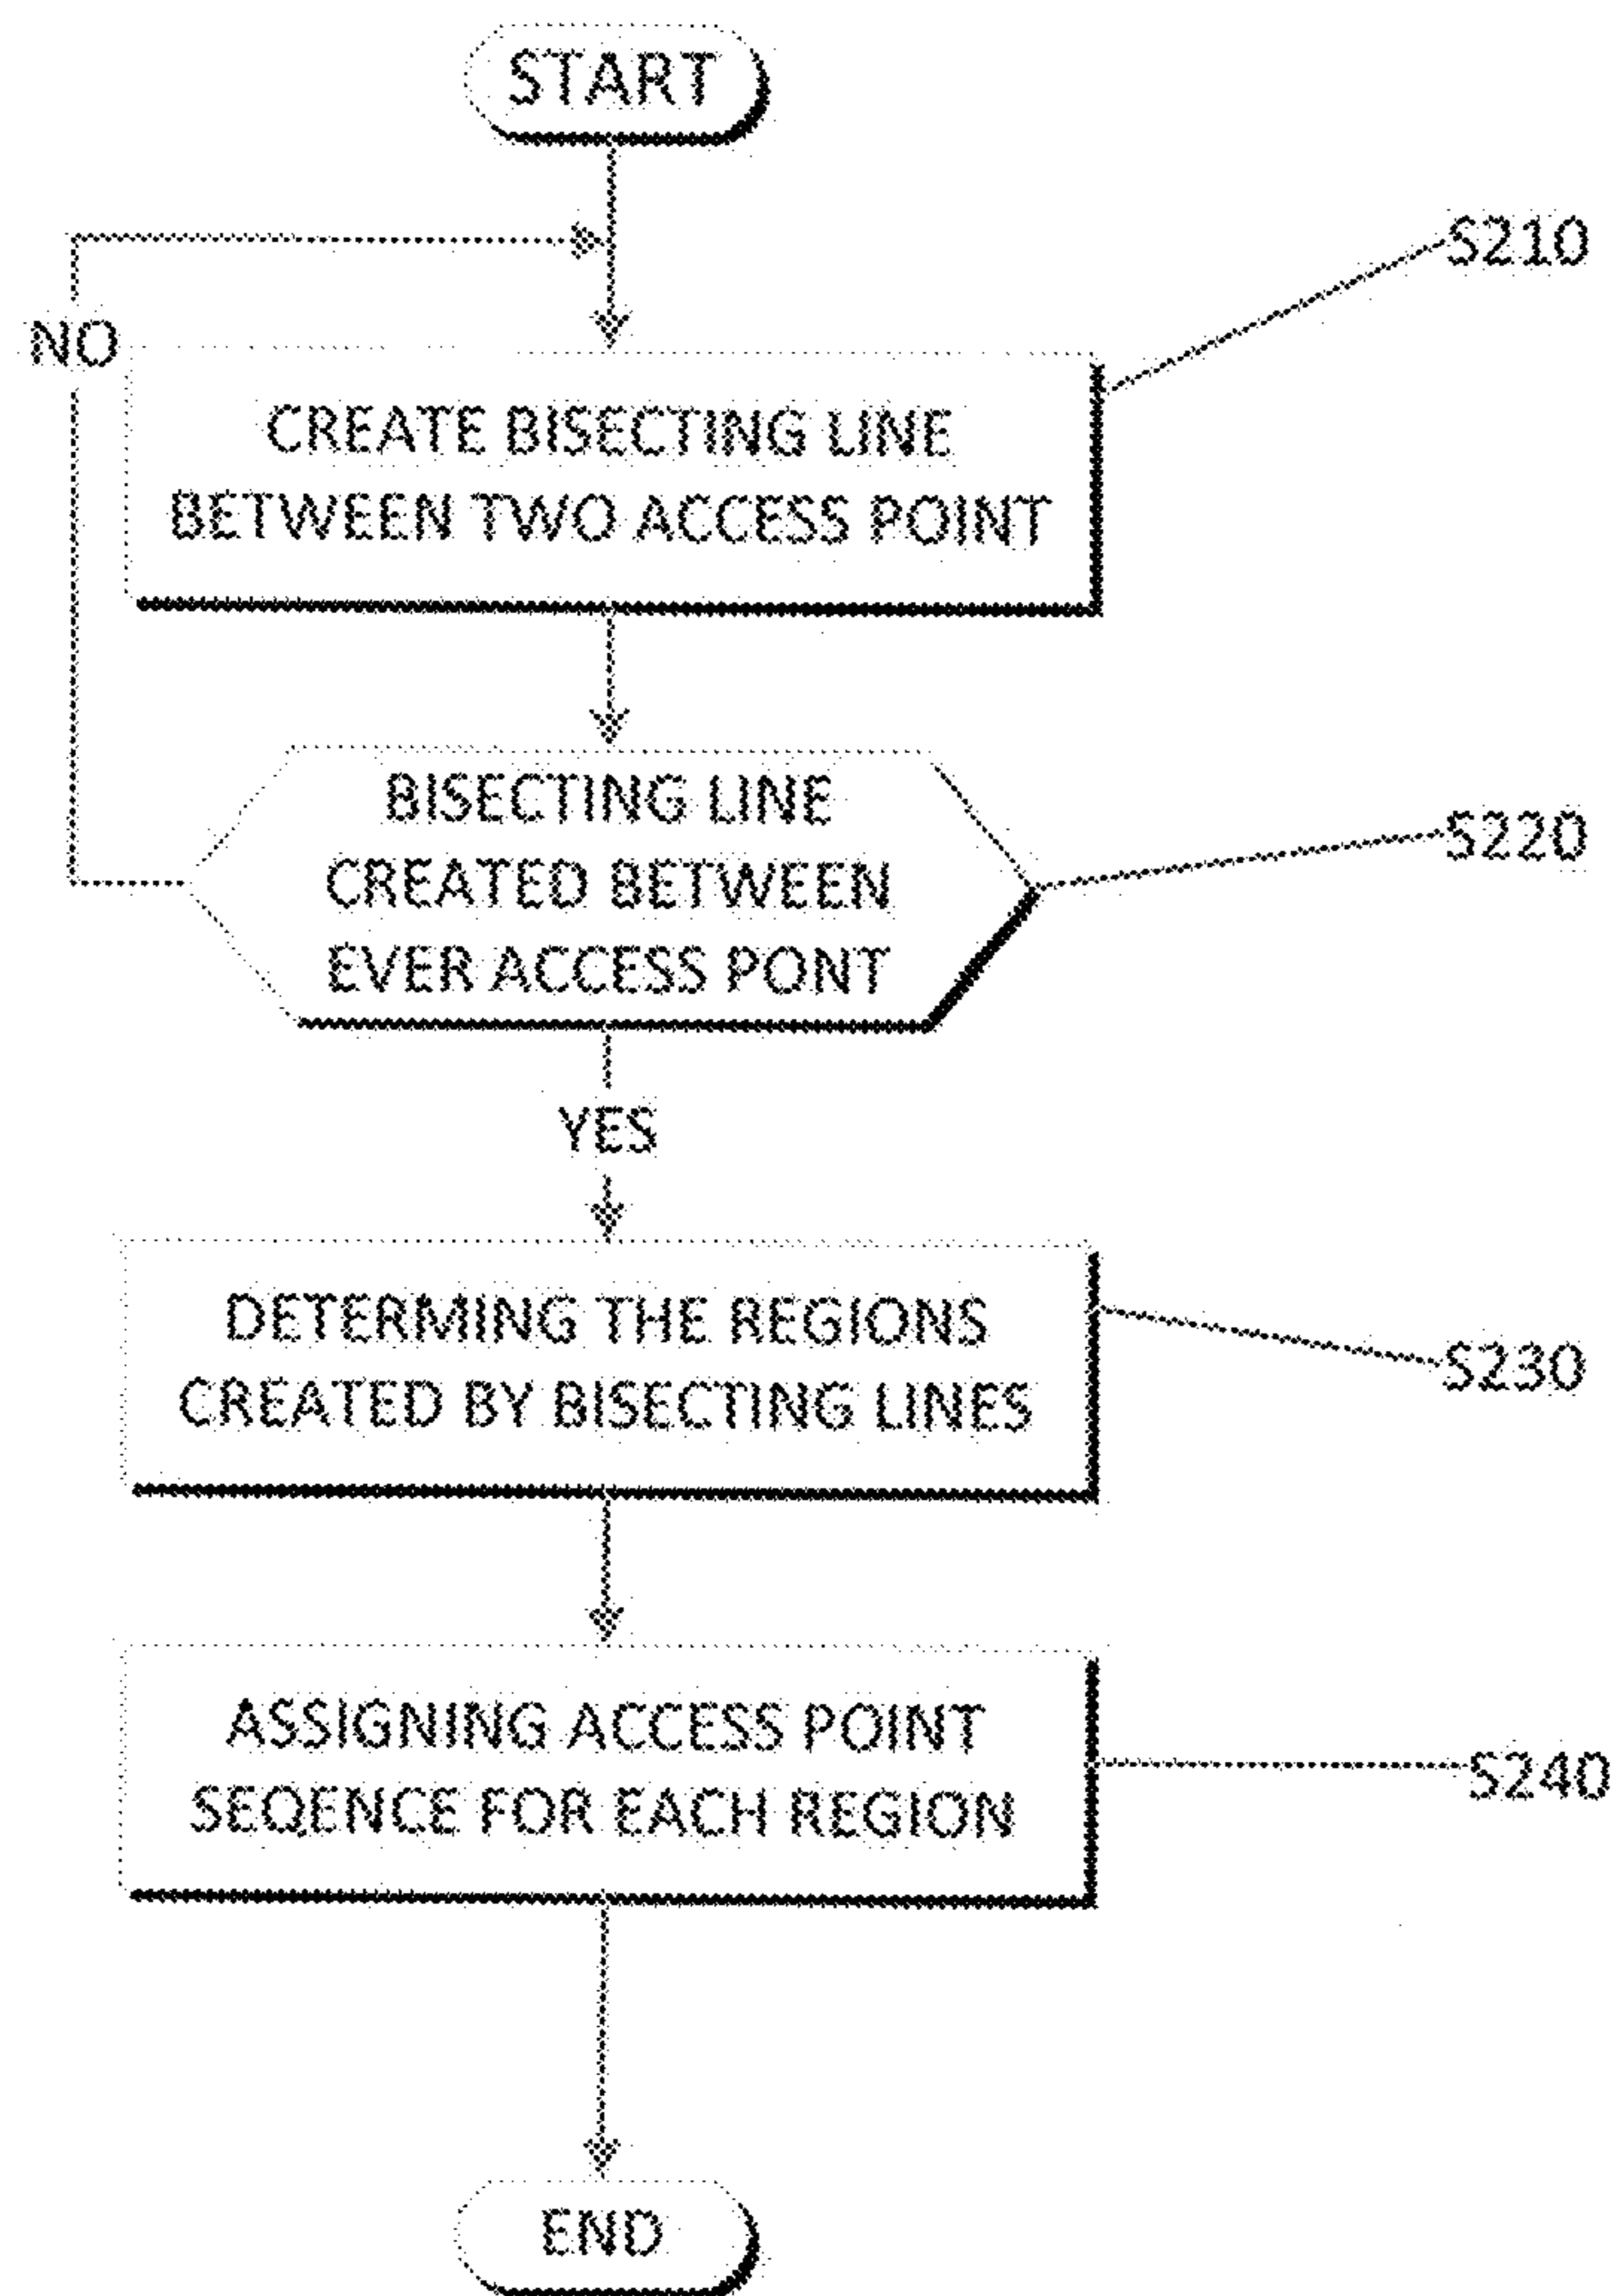 START
S210
NO
CREATE BISECTING LINE
BETWEEN TWO ACCESS POINT
BISECTING LINE
CREATED BETWEEN
EVER ACCESS PONT
S220
YES
DETERMING THE REGIONS
CREATED BY BISECTING LINES
S230
ASSIGNING ACCESS POINT
SEQENCE FOR EACH REGION
S240
END